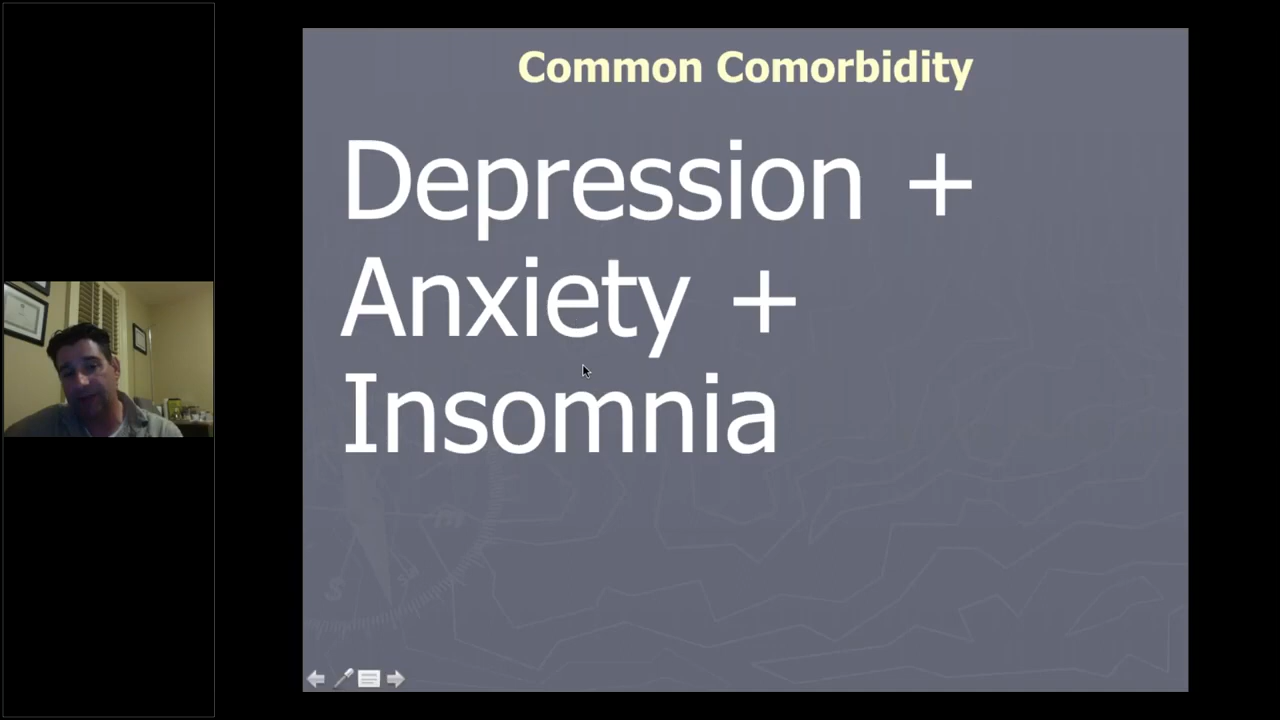 Common Comorbidity
Depression +
Anxiety +
Insomnia